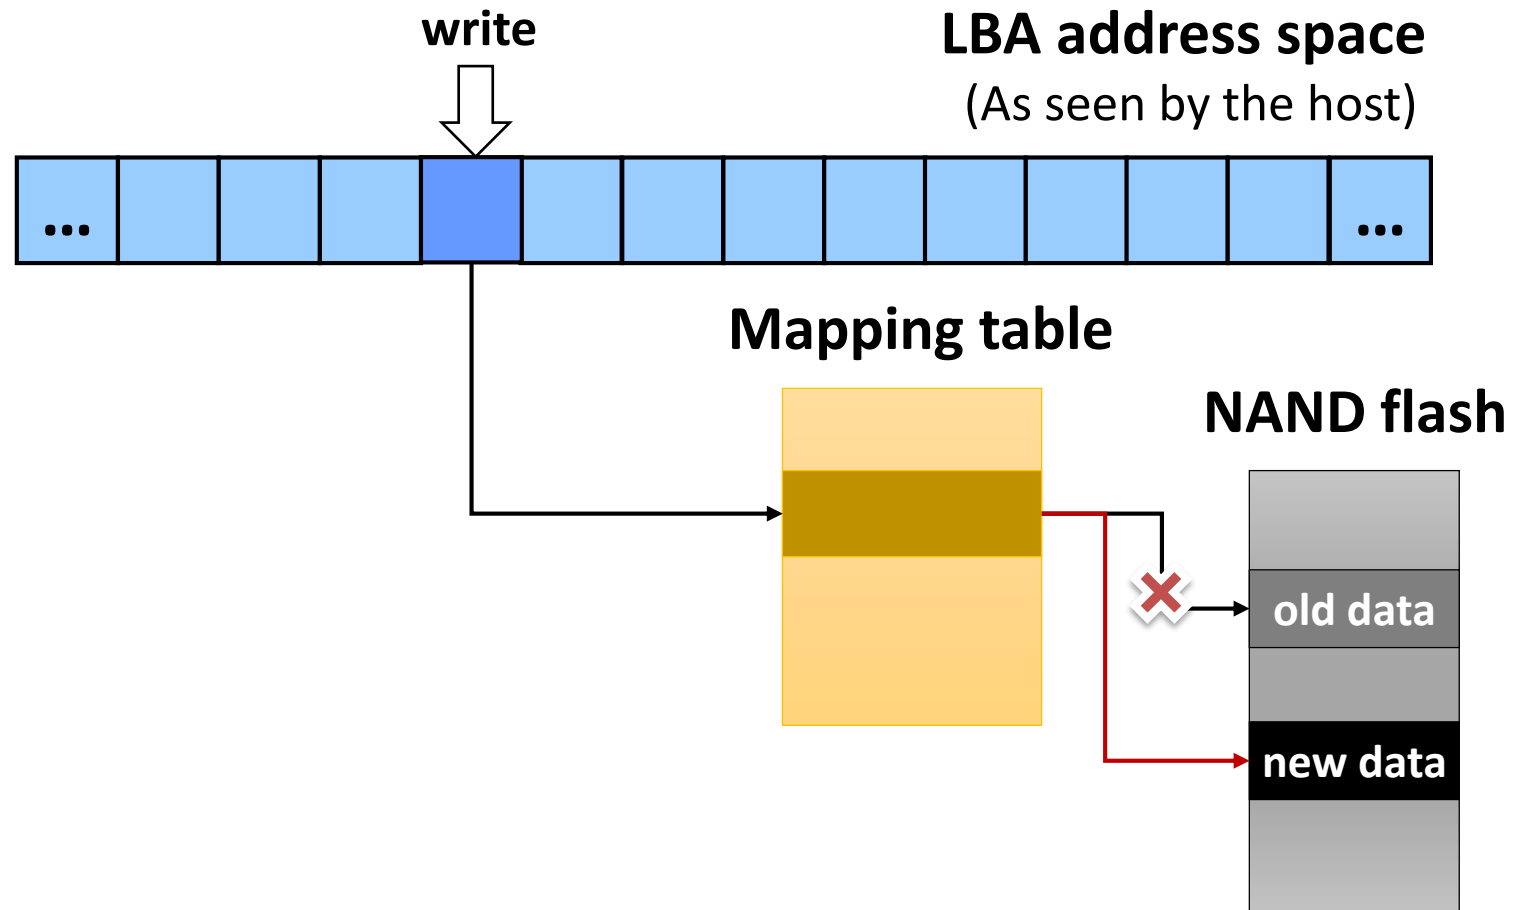 write
LBA address space
(As seen by the host)
...
...
Mapping table
NAND flash
old data
new data